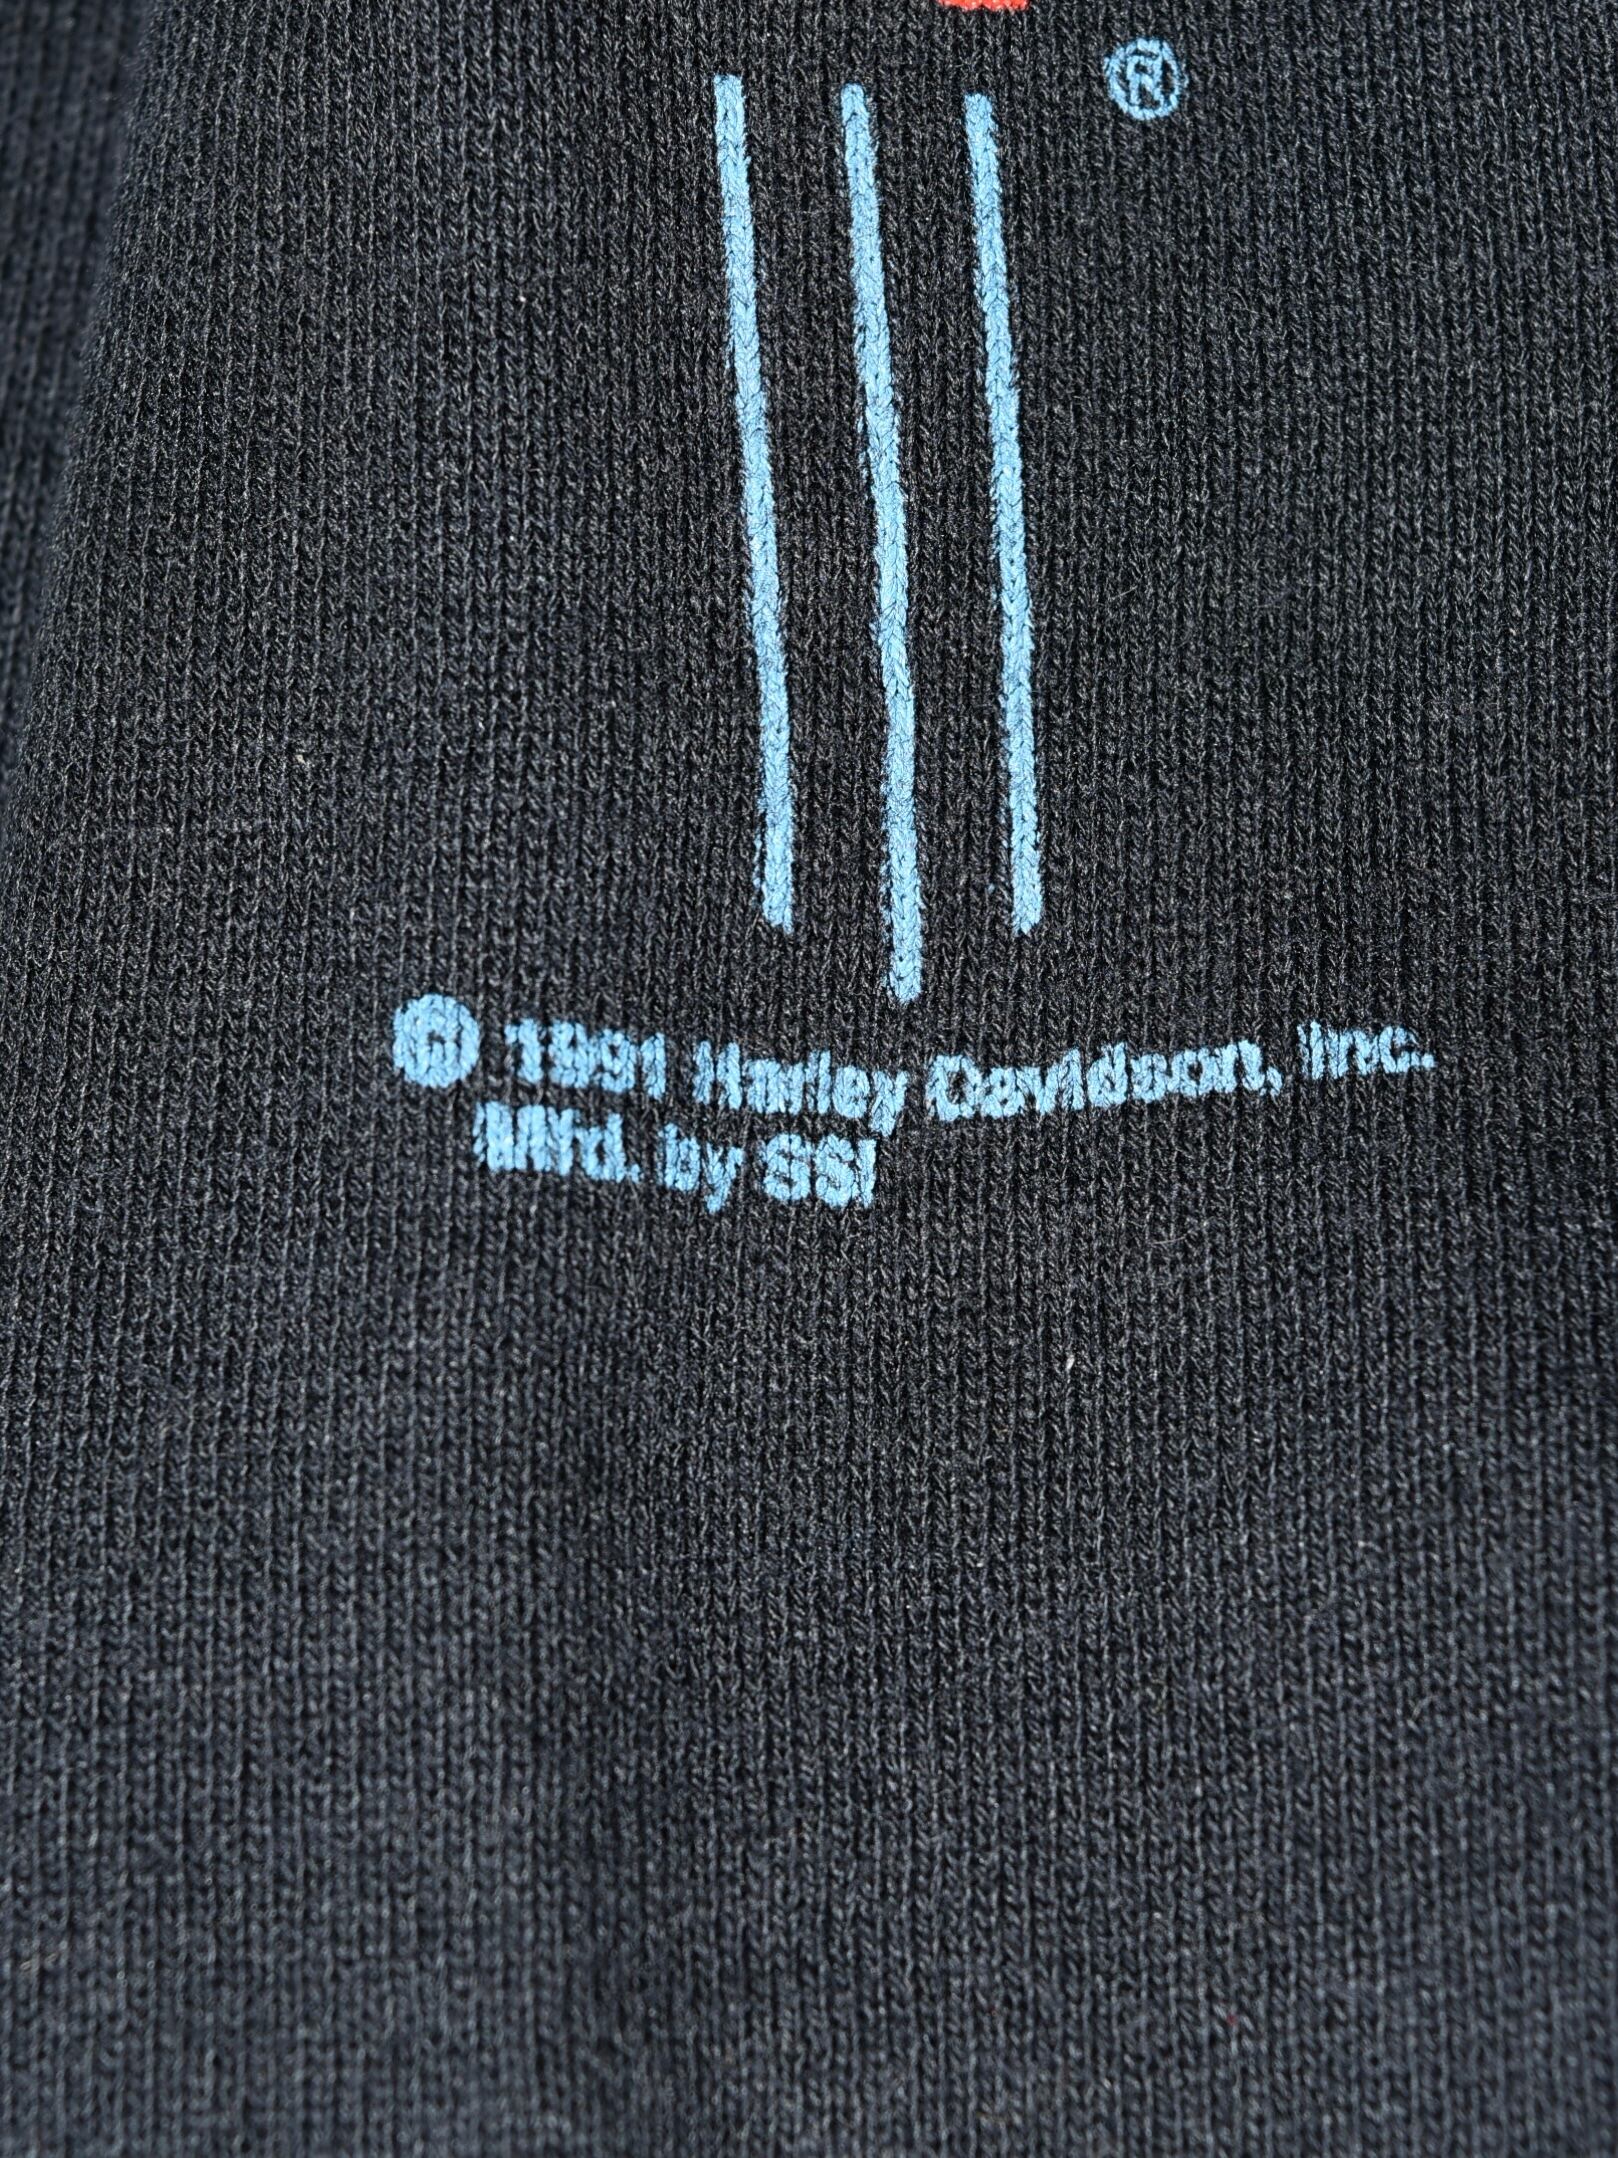 ®
© 1991 Harley Davidson, Inc.
Mfd. by SSI